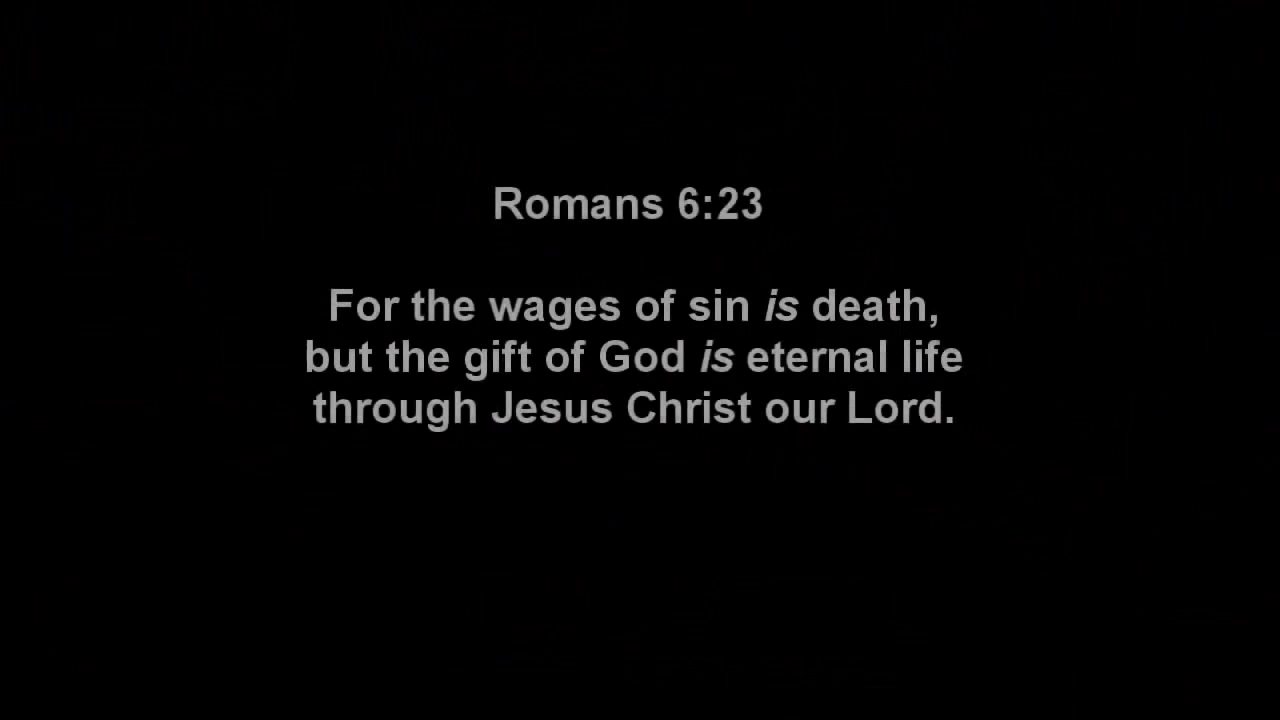 Romans 6:23
For the wages of sin is death,
but the gift of God is eternal life
through Jesus Christ our Lord.